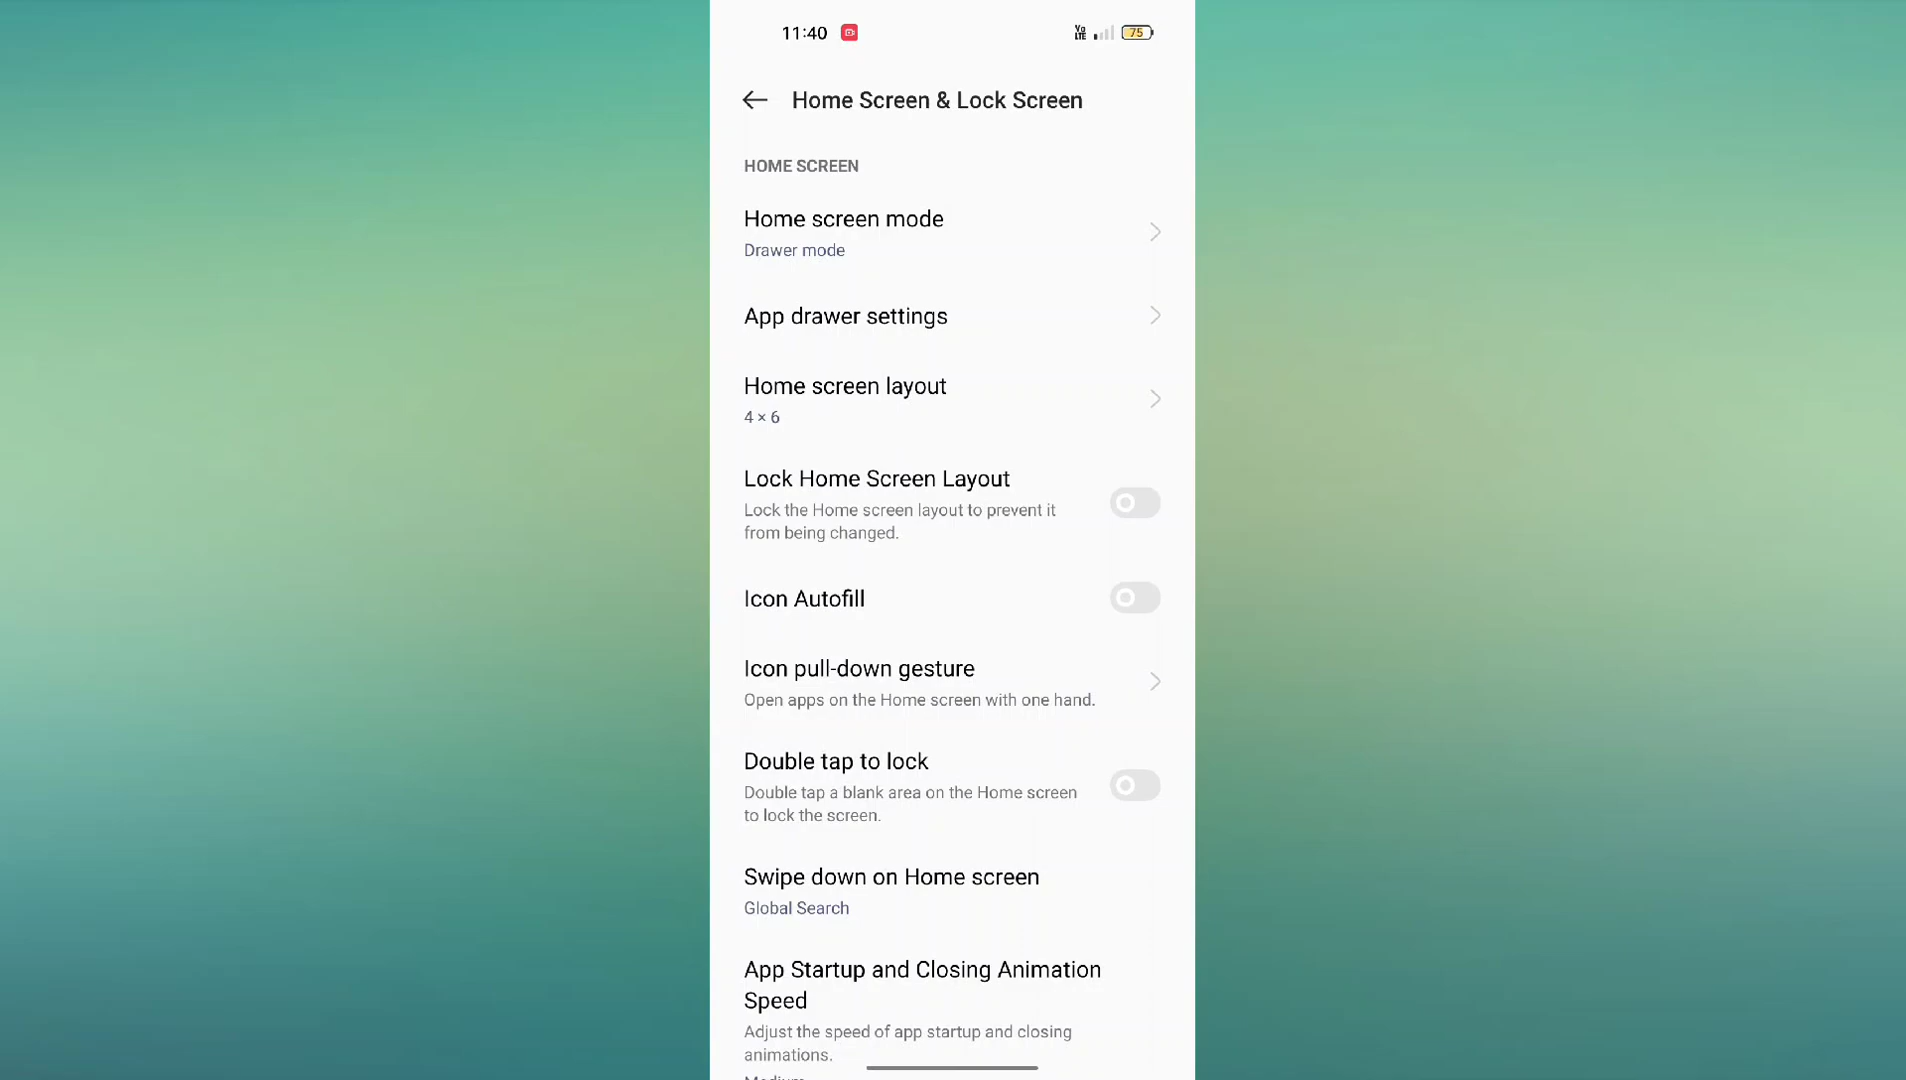 11:40
Vo
LTE
75
Home Screen & Lock Screen
HOME SCREEN
Home screen mode
Drawer mode
App drawer settings
Home screen layout
4 × 6
Lock Home Screen Layout
Lock the Home screen layout to prevent it
from being changed.
Icon Autofill
Icon pull-down gesture
Open apps on the Home screen with one hand.
Double tap to lock
Double tap a blank area on the Home screen
to lock the screen.
Swipe down on Home screen
Global Search
App Startup and Closing Animation
Speed
Adjust the speed of app startup and closing
animations.